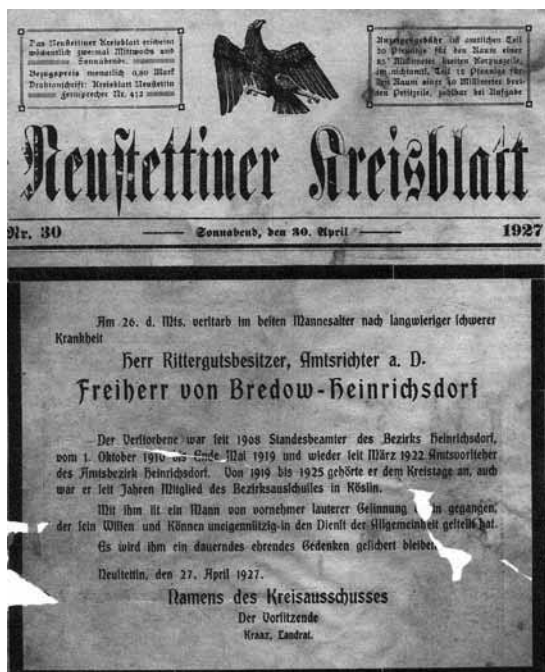 Das Neustettiner Kreisblatt erscheint
wöchentlich zweimal Mittwochs und
Sonnabends.
Bezugspreis monatlich 0,80 Mark
Drahtanschrift: Kreisblatt Neustettin
Fernsprecher Nr. 412
Anzeigengebühr im amtlichen Teil
20 Pfennige für den Raum einer
breiten Korpuszeile,
im nichtamtl. Teil 12 Pfennige für
den Raum einer 40 Millimeter brei-
ten Petitzeile, zahlbar bei Aufgabe
Neustettiner Kreisblatt
Nr. 30 Sonnabend, den 30. April 1927
Am 26. d. Mts. verstarb im besten Mannesalter nach langwieriger schwerer
Krankheit
Herr Rittergutsbesitzer, Amtsrichter a. D.
Freiherr von Bredow-Heinrichsdorf
Der Verstorbene war seit 1908 Standesbeamter des Bezirks Heinrichsdorf,
vom 1. Oktober 1910 bis Ende Mai 1919 und wieder seit März 1922 Amtsvorsteher
des Amtsbezirk Heinrichsdorf. Von 1919 bis 1925 gehörte er dem Kreistage an, auch
war er seit Jahren Mitglied des Bezirksausschusses in Köslin.
Mit ihm ist ein Mann von vornehmer lauterer Gesinnung gegangen,
der sein Wissen und Können uneigennützig in den Dienst der Allgemeinheit gestellt hat.
Es wird ihm ein dauerndes ehrendes Gedenken gesichert bleiben.
Neustettin, den 27. April 1927.
Namens des Kreisausschusses
Der Vorsitzende
Kraaz, Landrat.